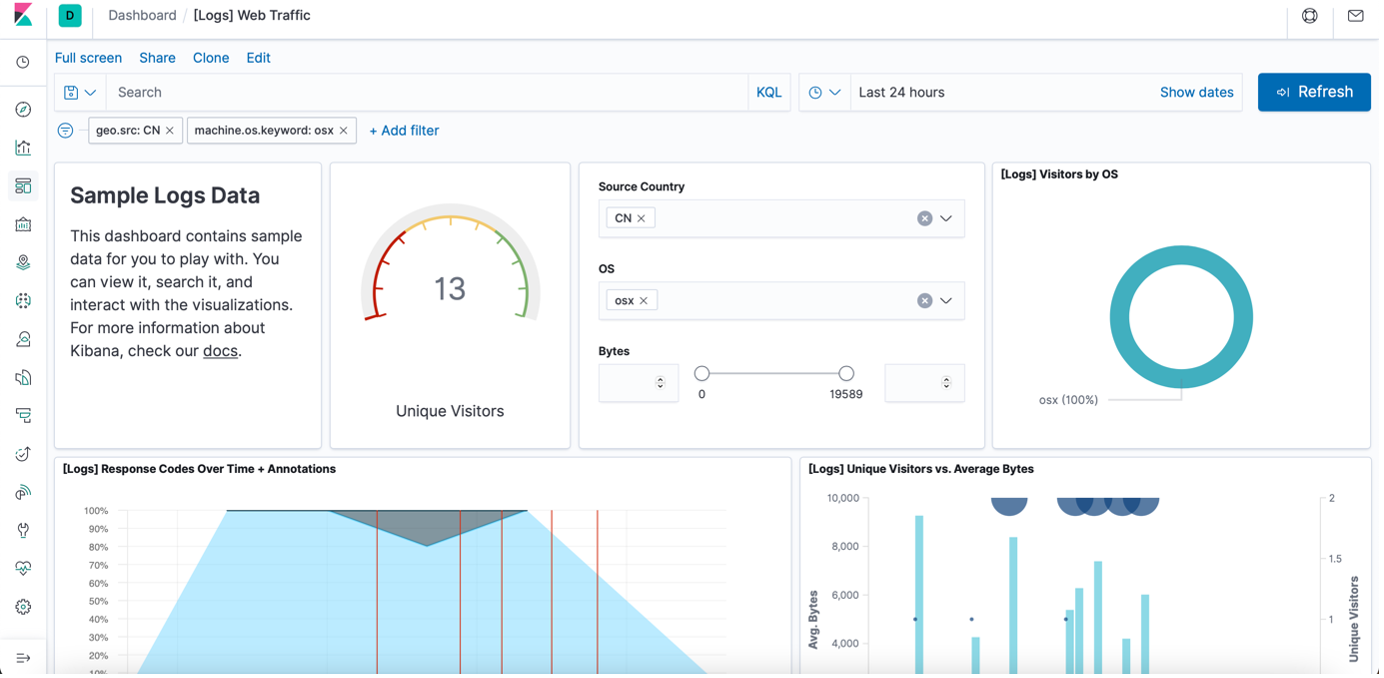 D Dashboard / [Logs] Web Traffic
Full screen Share Clone Edit
Search KQL Last 24 hours Show dates Refresh
geo.src: CN machine.os.keyword: osx + Add filter
Sample Logs Data
This dashboard contains sample
data for you to play with. You
can view it, search it, and
interact with the visualizations.
For more information about
Kibana, check our docs.
13
Unique Visitors
Source Country
CN
OS
osx
Bytes
0 19589
[Logs] Visitors by OS
osx (100%)
[Logs] Response Codes Over Time + Annotations
100%
90%
80%
70%
60%
50%
40%
30%
20%
10%
[Logs] Unique Visitors vs. Average Bytes
10,000
8,000
6,000
4,000
Avg. Bytes
2
1.5
1
Unique Visitors